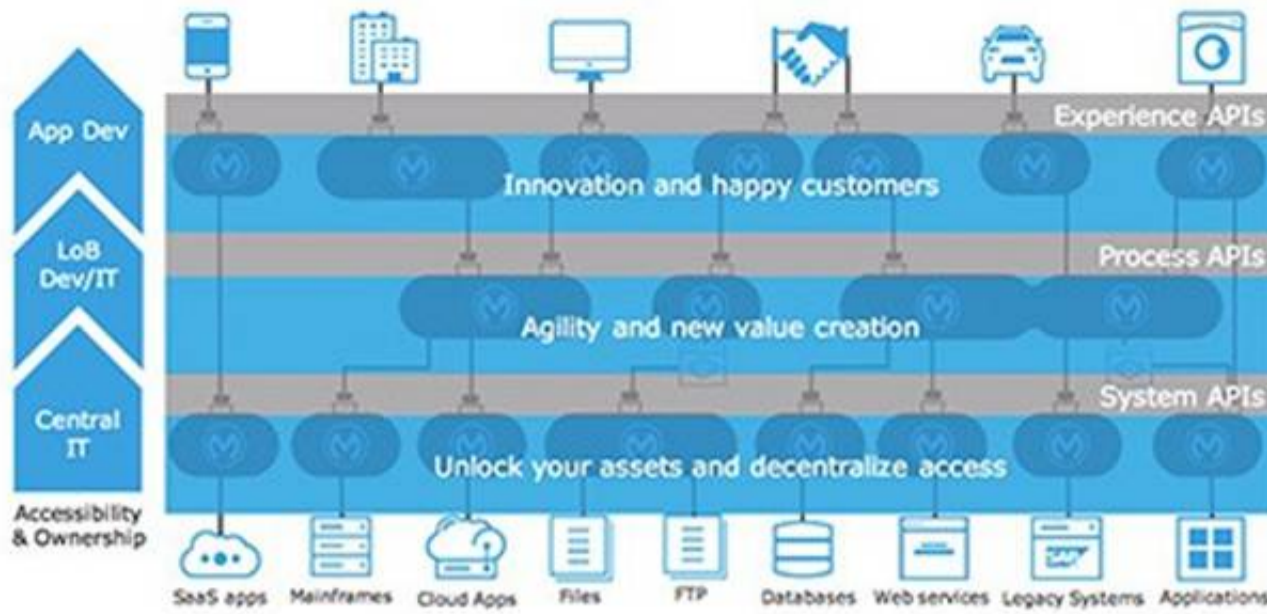 Experience APIs
App Dev
Innovation and happy customers
LoB
Dev/IT
Process APIs
Agility and new value creation
System APIs
Central
IT
Unlock your assets and decentralize access
Accessibility
& Ownership
SaaS apps
Mainframes
Cloud Apps
Files
FTP
Databases
Web services
Legacy Systems
Applications
SAP